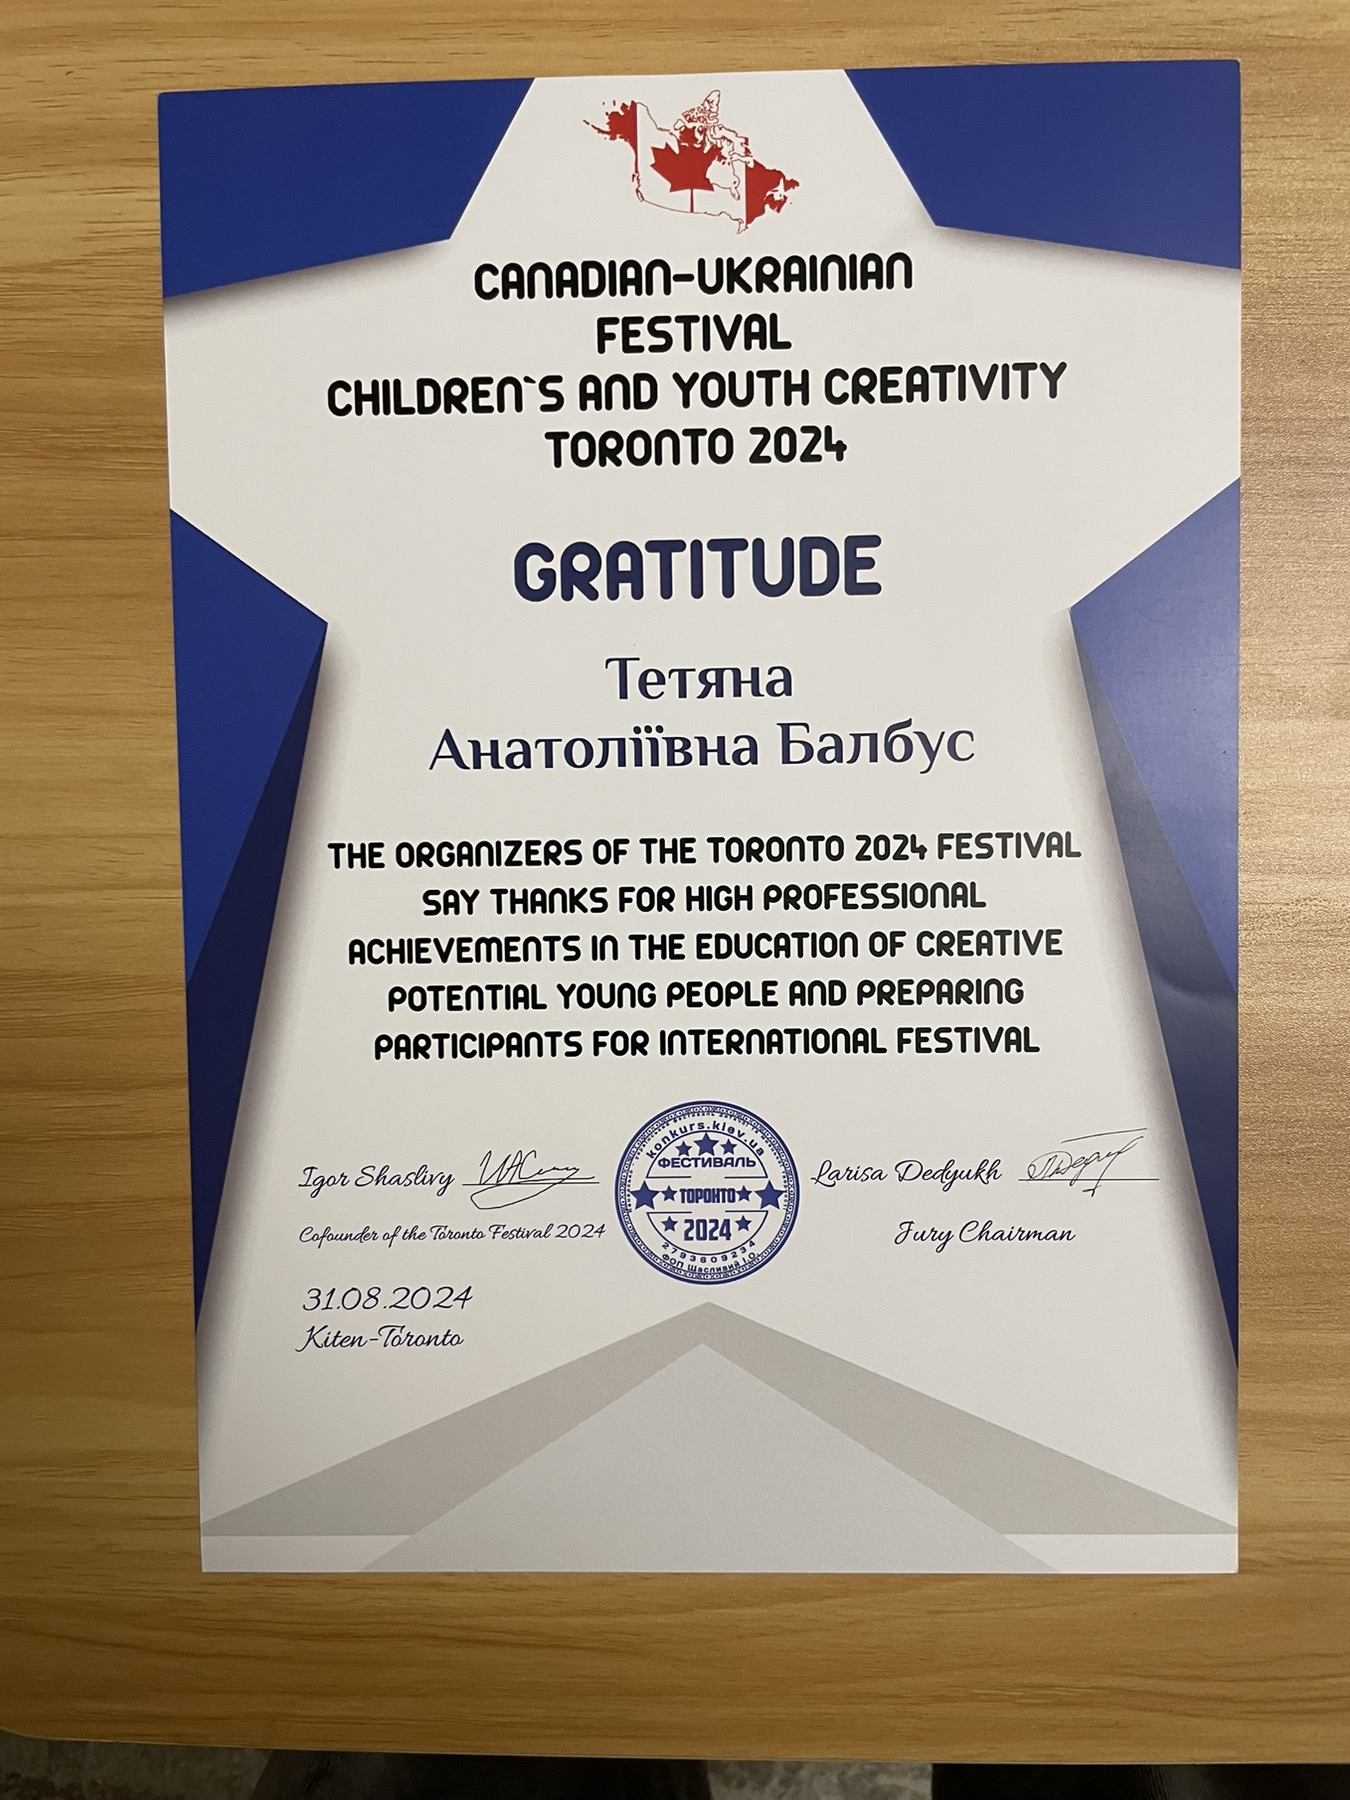 CANADIAN-UKRAINIAN
FESTIVAL
CHILDREN`S AND YOUTH CREATIVITY
TORONTO 2024
GRATITUDE
Тетяна
Анатоліївна Балбус
THE ORGANIZERS OF THE TORONTO 2024 FESTIVAL
SAY THANKS FOR HIGH PROFESSIONAL
ACHIEVEMENTS IN THE EDUCATION OF CREATIVE
POTENTIAL YOUNG PEOPLE AND PREPARING
PARTICIPANTS FOR INTERNATIONAL FESTIVAL
Igor Shaslivy
Cofounder of the Toronto Festival 2024
31.08.2024
Kiten-Toronto
konkurs.kiev.ua
ФЕСТИВАЛЬ
ТОРОНТО
2024
2793809234
ФОП Щасливий І.О.
Larisa Dedyukh
Jury Chairman